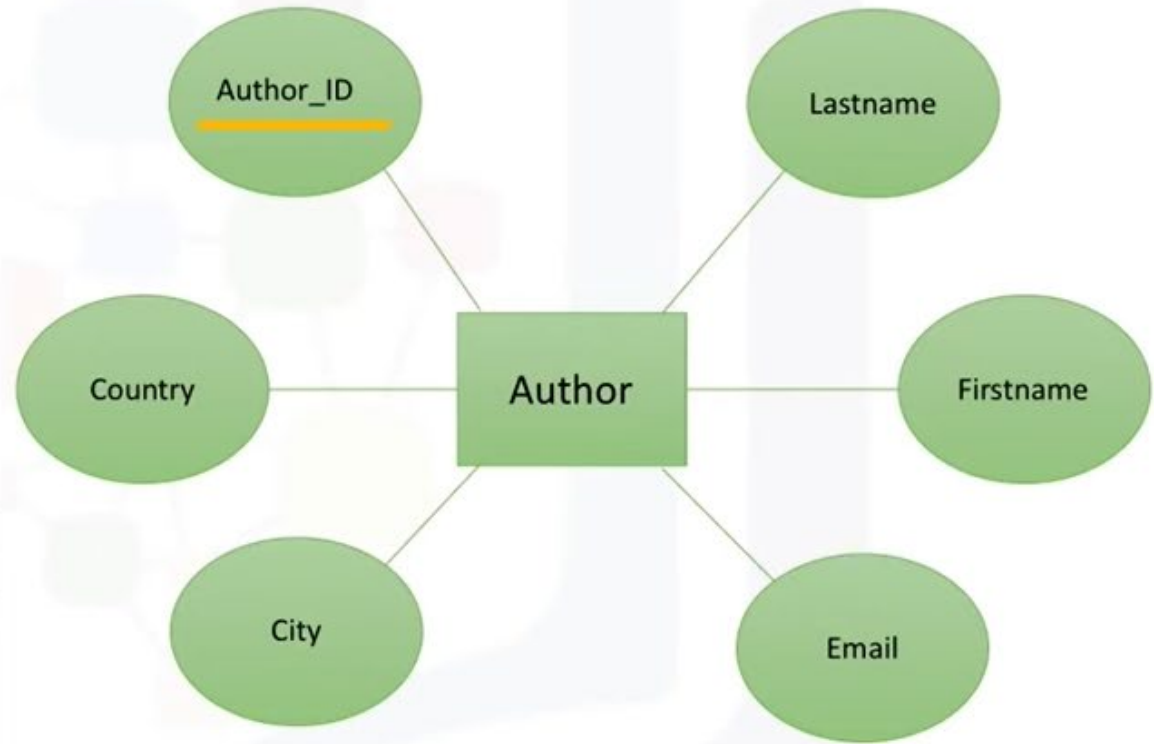 Author_ID
Lastname
Country
Author
Firstname
City
Email